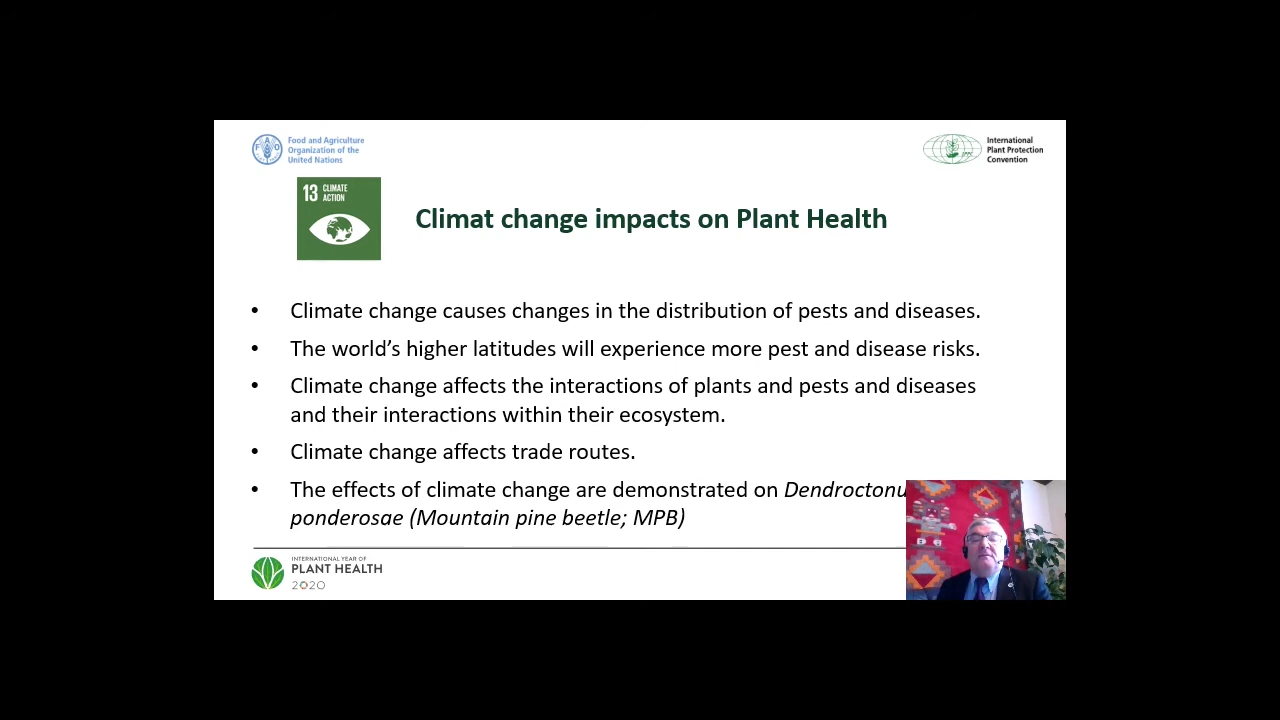 Food and Agriculture
Organization of the
United Nations
International
Plant Protection
Convention
13 CLIMATE
ACTION
Climat change impacts on Plant Health
• Climate change causes changes in the distribution of pests and diseases.
• The world's higher latitudes will experience more pest and disease risks.
• Climate change affects the interactions of plants and pests and diseases
and their interactions within their ecosystem.
• Climate change affects trade routes.
• The effects of climate change are demonstrated on Dendroctonu
ponderosae (Mountain pine beetle; MPB)
INTERNATIONAL YEAR OF
PLANT HEALTH
2020